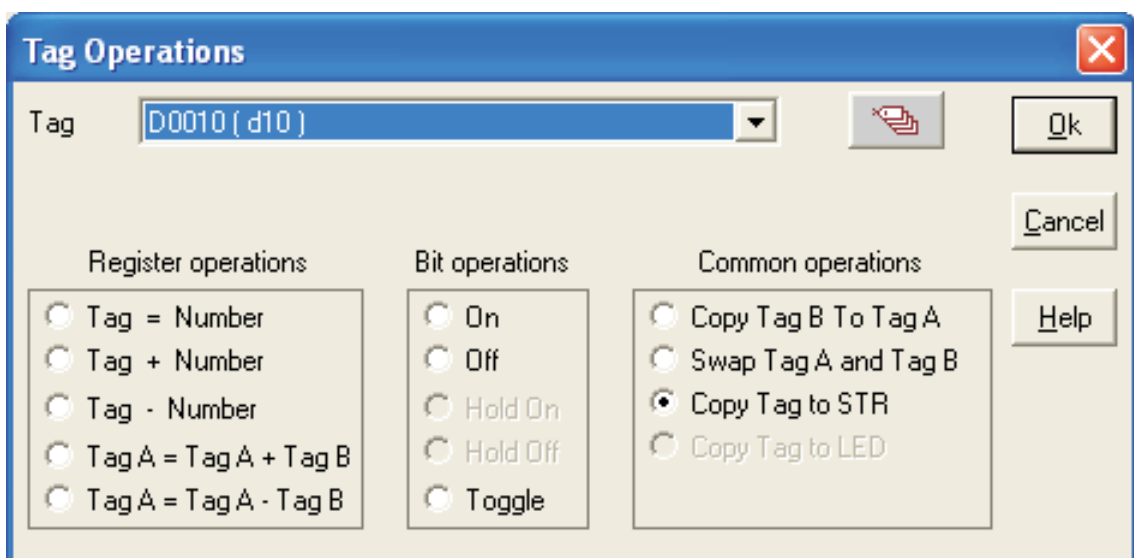 Tag Operations
Tag D0010 ( d10 ) Ok
Cancel
Register operations
Tag = Number
Tag + Number
Tag - Number
Tag A = Tag A + Tag B
Tag A = Tag A - Tag B
Bit operations
On
Off
Hold On
Hold Off
Toggle
Common operations
Copy Tag B To Tag A
Swap Tag A and Tag B
Copy Tag to STR
Copy Tag to LED
Help